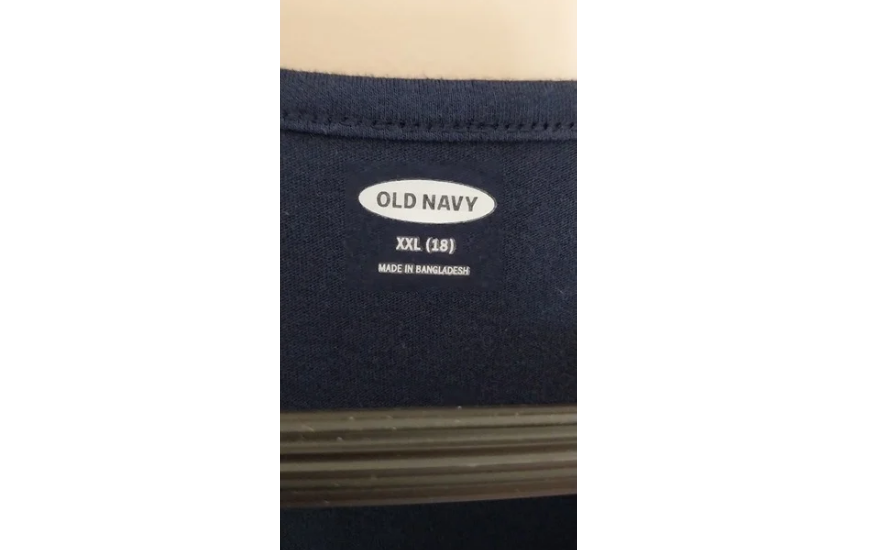 OLD NAVY
XXL (18)
MADE IN BANGLADESH